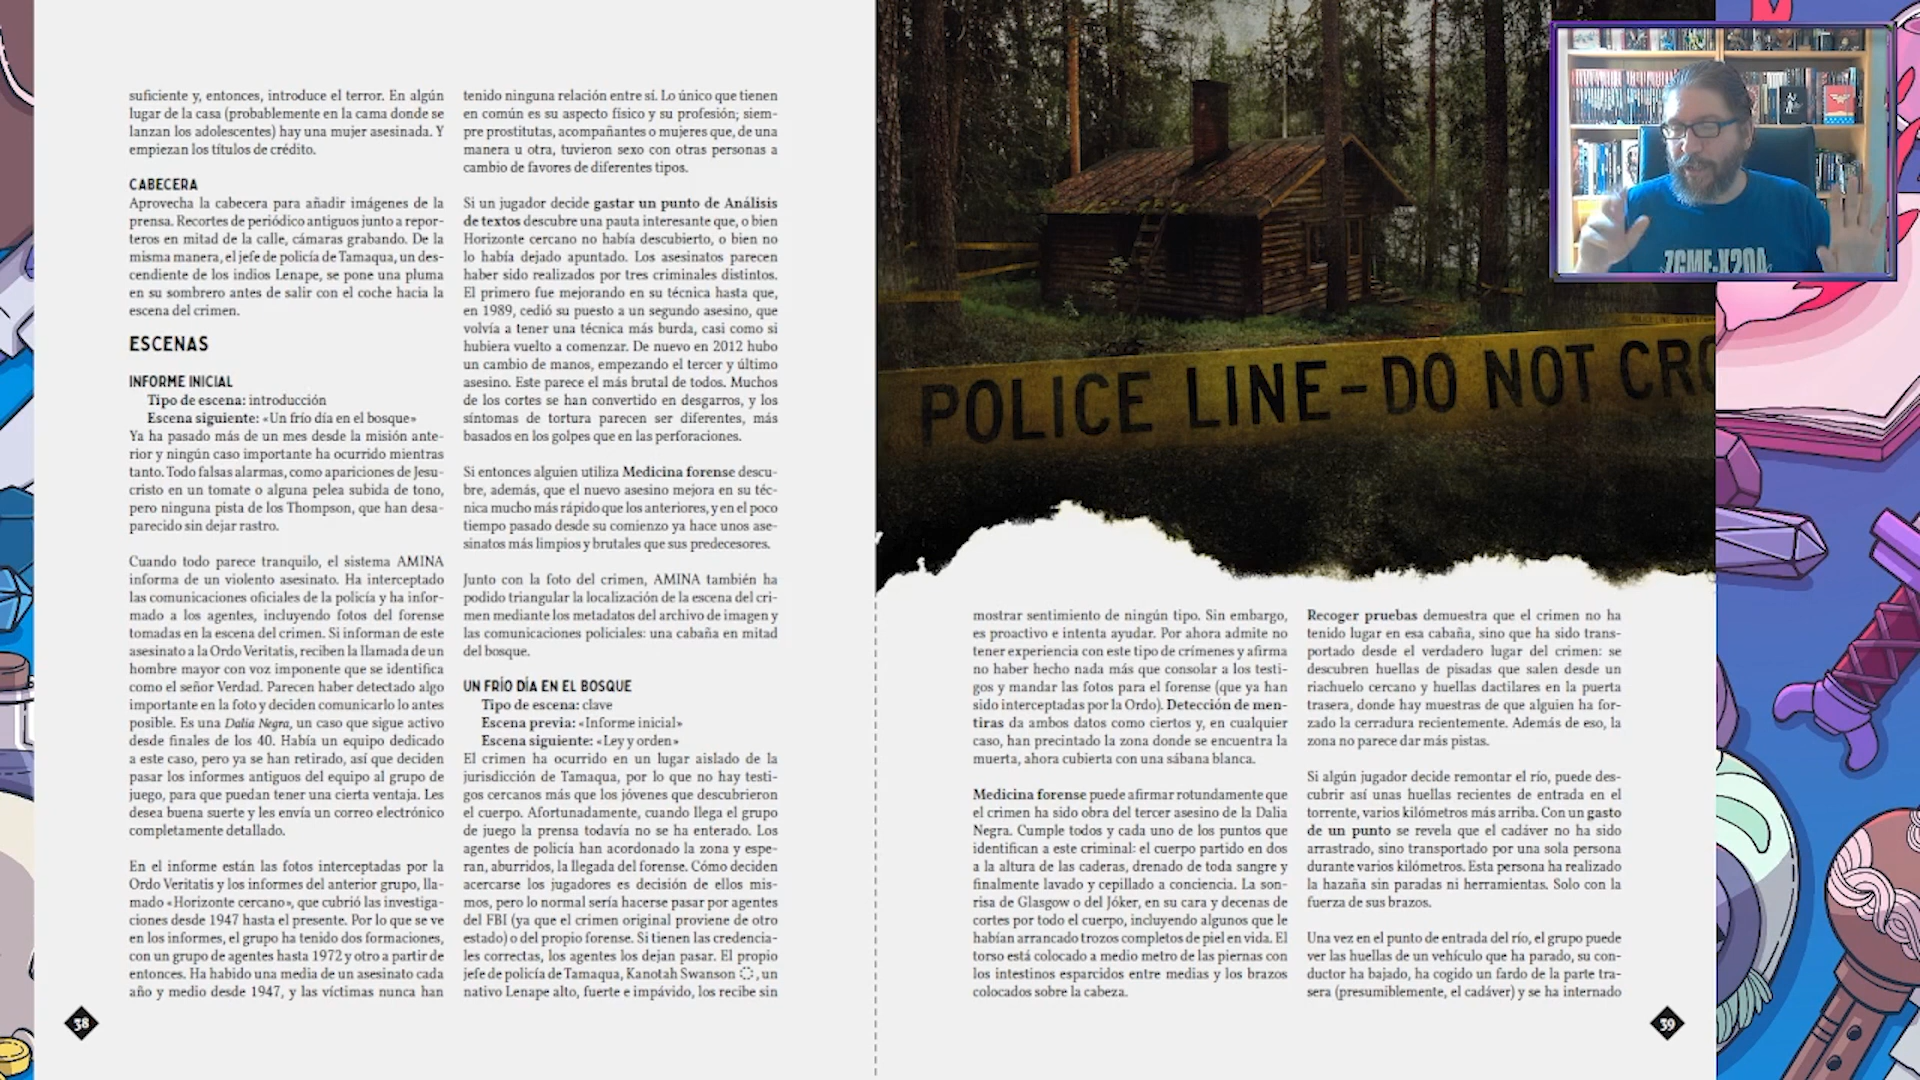 suficiente y, entonces, introduce el terror. En algún
lugar de la casa (probablemente en la cama donde se
lanzan los adolescentes) hay una mujer asesinada. Y
empiezan los títulos de crédito.
CABECERA
Aprovecha la cabecera para añadir imágenes de la
prensa. Recortes de periódico antiguos junto a repor-
teros en mitad de la calle, cámaras grabando. De la
misma manera, el jefe de policía de Tamaqua, un des-
cendiente de los indios Lenape, se pone una pluma
en su sombrero antes de salir con el coche hacia la
escena del crimen.
ESCENAS
INFORME INICIAL
Tipo de escena: introducción
Escena siguiente: «Un frío día en el bosque»
Ya ha pasado más de un mes desde la misión ante-
rior y ningún caso importante ha ocurrido mientras
tanto. Todo falsas alarmas, como apariciones de Jesu-
cristo en un tomate o alguna pelea subida de tono,
pero ninguna pista de los Thompson, que han desa-
parecido sin dejar rastro.
Cuando todo parece tranquilo, el sistema AMINA
informa de un violento asesinato. Ha interceptado
las comunicaciones oficiales de la policía y ha infor-
mado a los agentes, incluyendo fotos del forense
tomadas en la escena del crimen. Si informan de este
asesinato a la Ordo Veritatis, reciben la llamada de un
hombre mayor con voz imponente que se identifica
como el señor Verdad. Parecen haber detectado algo
importante en la foto y deciden comunicarlo lo antes
posible. Es una Dalia Negra, un caso que sigue activo
desde finales de los 40. Había un equipo dedicado
a este caso, pero ya se han retirado, así que deciden
pasar los informes antiguos del equipo al grupo de
juego, para que puedan tener una cierta ventaja. Les
desea buena suerte y les envía un correo electrónico
completamente detallado.
En el informe están las fotos interceptadas por la
Ordo Veritatis y los informes del anterior grupo, lla-
mado «Horizonte cercano», que cubrió las investiga-
ciones desde 1947 hasta el presente. Por lo que se ve
en los informes, el grupo ha tenido dos formaciones,
con un grupo de agentes hasta 1972 y otro a partir de
entonces. Ha habido una media de un asesinato cada
año y medio desde 1947, y las víctimas nunca han
38
tenido ninguna relación entre sí. Lo único que tienen
en común es su aspecto físico y su profesión; siem-
pre prostitutas, acompañantes o mujeres que, de una
manera u otra, tuvieron sexo con otras personas a
cambio de favores de diferentes tipos.
Si un jugador decide gastar un punto de Análisis
de textos descubre una pauta interesante que, o bien
Horizonte cercano no había descubierto, o bien no
lo había dejado apuntado. Los asesinatos parecen
haber sido realizados por tres criminales distintos.
El primero fue mejorando en su técnica hasta que,
en 1989, cedió su puesto a un segundo asesino, que
volvía a tener una técnica más burda, casi como si
hubiera vuelto a comenzar. De nuevo en 2012 hubo
un cambio de manos, empezando el tercer y último
asesino. Este parece el más brutal de todos. Muchos
de los cortes se han convertido en desgarros, y los
síntomas de tortura parecen ser diferentes, más
basados en los golpes que en las perforaciones.
Si entonces alguien utiliza Medicina forense descu-
bre, además, que el nuevo asesino mejora en su téc-
nica mucho más rápido que los anteriores, y en el poco
tiempo pasado desde su comienzo ya hace unos ase-
sinatos más limpios y brutales que sus predecesores.
Junto con la foto del crimen, AMINA también ha
podido triangular la localización de la escena del cri-
men mediante los metadatos del archivo de imagen y
las comunicaciones policiales: una cabaña en mitad
del bosque.
UN FRÍO DÍA EN EL BOSQUE
Tipo de escena: clave
Escena previa: «Informe inicial»
Escena siguiente: «Ley y orden»
El crimen ha ocurrido en un lugar aislado de la
jurisdicción de Tamaqua, por lo que no hay testi-
gos cercanos más que los jóvenes que descubrieron
el cuerpo. Afortunadamente, cuando llega el grupo
de juego la prensa todavía no se ha enterado. Los
agentes de policía han acordonado la zona y espe-
ran, aburridos, la llegada del forense. Cómo deciden
acercarse los jugadores es decisión de ellos mis-
mos, pero lo normal sería hacerse pasar por agentes
del FBI (ya que el crimen original proviene de otro
estado) o del propio forense. Si tienen las credencia-
les correctas, los agentes los dejan pasar. El propio
jefe de policía de Tamaqua, Kanotah Swanson ◌, un
nativo Lenape alto, fuerte e impávido, los recibe sin
POLICE LINE - DO NOT CRO
ZGMF-X20A
mostrar sentimiento de ningún tipo. Sin embargo,
es proactivo e intenta ayudar. Por ahora admite no
tener experiencia con este tipo de crímenes y afirma
no haber hecho nada más que consolar a los testi-
gos y mandar las fotos para el forense (que ya han
sido interceptadas por la Ordo). Detección de men-
tiras da ambos datos como ciertos y, en cualquier
caso, han precintado la zona donde se encuentra la
muerta, ahora cubierta con una sábana blanca.
Medicina forense puede afirmar rotundamente que
el crimen ha sido obra del tercer asesino de la Dalia
Negra. Cumple todos y cada uno de los puntos que
identifican a este criminal: el cuerpo partido en dos
a la altura de las caderas, drenado de toda sangre y
finalmente lavado y cepillado a conciencia. La son-
risa de Glasgow o del Jóker, en su cara y decenas de
cortes por todo el cuerpo, incluyendo algunos que le
habían arrancado trozos completos de piel en vida. El
torso está colocado a medio metro de las piernas con
los intestinos esparcidos entre medias y los brazos
colocados sobre la cabeza.
Recoger pruebas demuestra que el crimen no ha
tenido lugar en esa cabaña, sino que ha sido trans-
portado desde el verdadero lugar del crimen: se
descubren huellas de pisadas que salen desde un
riachuelo cercano y huellas dactilares en la puerta
trasera, donde hay muestras de que alguien ha for-
zado la cerradura recientemente. Además de eso, la
zona no parece dar más pistas.
Si algún jugador decide remontar el río, puede des-
cubrir así unas huellas recientes de entrada en el
torrente, varios kilómetros más arriba. Con un gasto
de un punto se revela que el cadáver no ha sido
arrastrado, sino transportado por una sola persona
durante varios kilómetros. Esta persona ha realizado
la hazaña sin paradas ni herramientas. Solo con la
fuerza de sus brazos.
Una vez en el punto de entrada del río, el grupo puede
ver las huellas de un vehículo que ha parado, su con-
ductor ha bajado, ha cogido un fardo de la parte tra-
sera (presumiblemente, el cadáver) y se ha internado
39